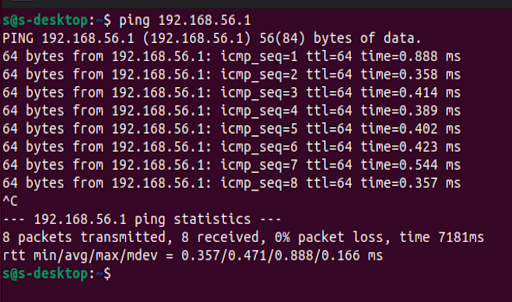 s@s-desktop:~$ ping 192.168.56.1
PING 192.168.56.1 (192.168.56.1) 56(84) bytes of data.
64 bytes from 192.168.56.1: icmp_seq=1 ttl=64 time=0.888 ms
64 bytes from 192.168.56.1: icmp_seq=2 ttl=64 time=0.358 ms
64 bytes from 192.168.56.1: icmp_seq=3 ttl=64 time=0.414 ms
64 bytes from 192.168.56.1: icmp_seq=4 ttl=64 time=0.389 ms
64 bytes from 192.168.56.1: icmp_seq=5 ttl=64 time=0.402 ms
64 bytes from 192.168.56.1: icmp_seq=6 ttl=64 time=0.423 ms
64 bytes from 192.168.56.1: icmp_seq=7 ttl=64 time=0.544 ms
64 bytes from 192.168.56.1: icmp_seq=8 ttl=64 time=0.357 ms
^C
--- 192.168.56.1 ping statistics ---
8 packets transmitted, 8 received, 0% packet loss, time 7181ms
rtt min/avg/max/mdev = 0.357/0.471/0.888/0.166 ms
s@s-desktop:~$